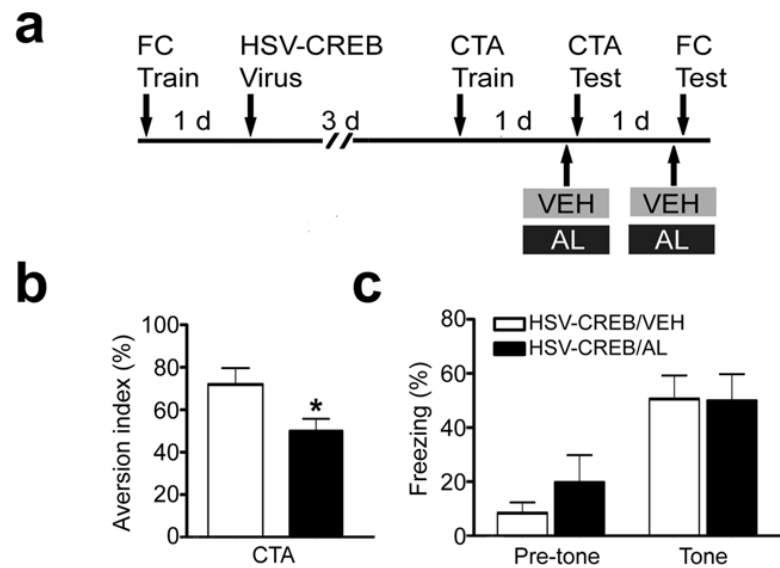 a
FC HSV-CREB CTA CTA FC
Train Virus Train Test Test
1 d 3 d 1 d 1 d
VEH VEH
AL AL
b
Aversion index (%)
100
80
60
40
20
0
*
CTA
c
Freezing (%)
80
60
40
20
0
HSV-CREB/VEH
HSV-CREB/AL
Pre-tone Tone